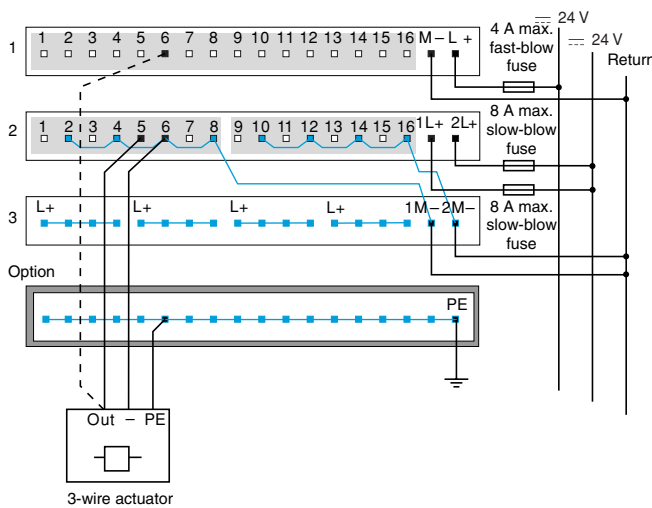 ⎓ 24 V
1 2 3 4 5 6 7 8 9 10 11 12 13 14 15 16 M - L +
1
4 A max.
fast-blow
fuse
⎓ 24 V
Return
1 2 3 4 5 6 7 8 9 10 11 12 13 14 15 16 1L+ 2L+
2
8 A max.
slow-blow
fuse
L+ L+ L+ L+ 1M-2M-
3
8 A max.
slow-blow
fuse
Option
PE
Out – PE
3-wire actuator